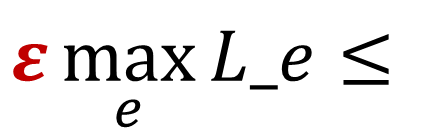 ε max L_e ≤
e